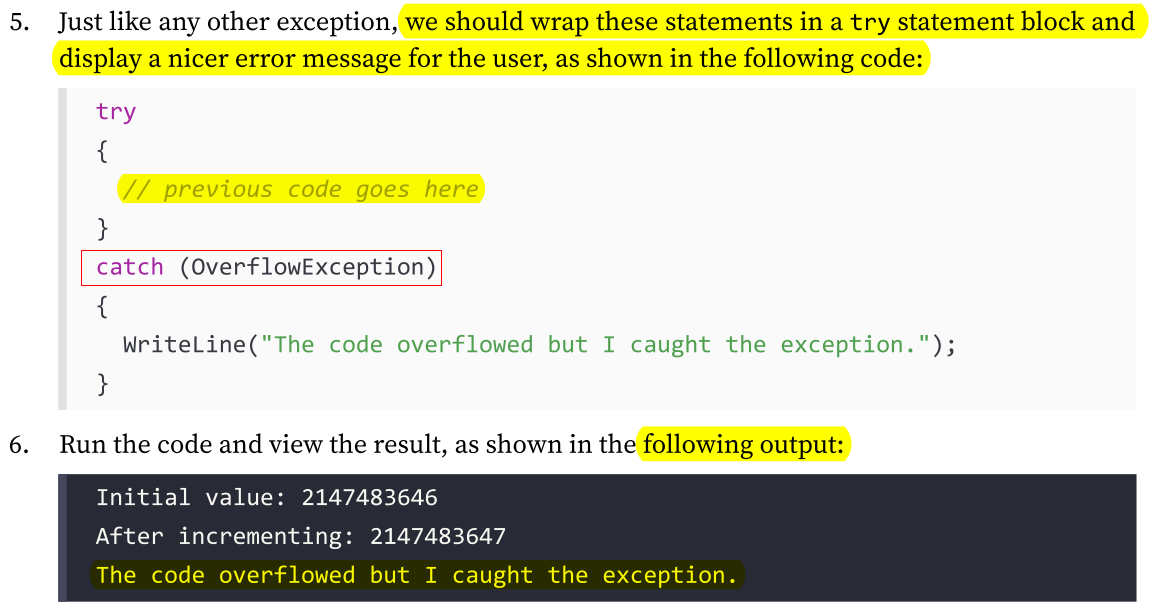 5. Just like any other exception, we should wrap these statements in a try statement block and
display a nicer error message for the user, as shown in the following code:
try
{
// previous code goes here
}
catch (OverflowException)
{
WriteLine("The code overflowed but I caught the exception.");
}
6. Run the code and view the result, as shown in the following output:
Initial value: 2147483646
After incrementing: 2147483647
The code overflowed but I caught the exception.